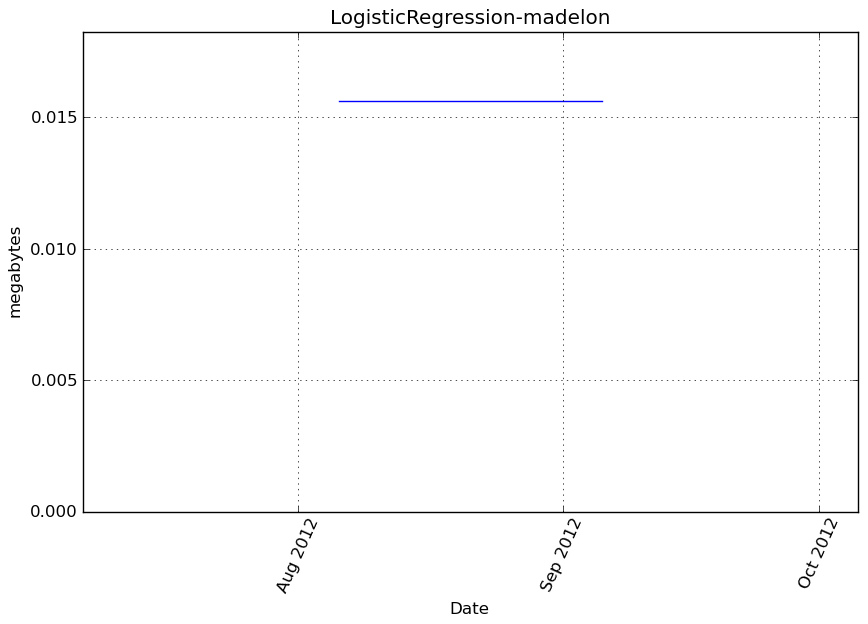 LogisticRegression-madelon
0.015
0.010
0.005
0.000
megabytes
Aug 2012
Sep 2012
Oct 2012
Date